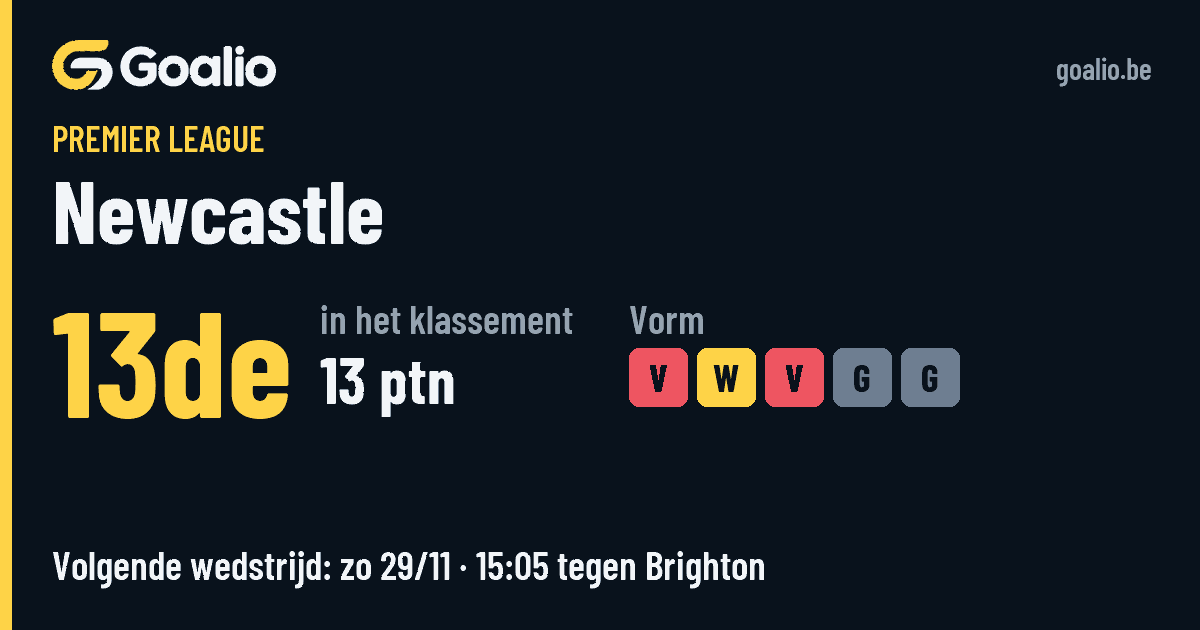 Goalio
goalio.be
PREMIER LEAGUE
Newcastle
13de
in het klassement
13 ptn
Vorm
V W V G G
Volgende wedstrijd: zo 29/11 · 15:05 tegen Brighton